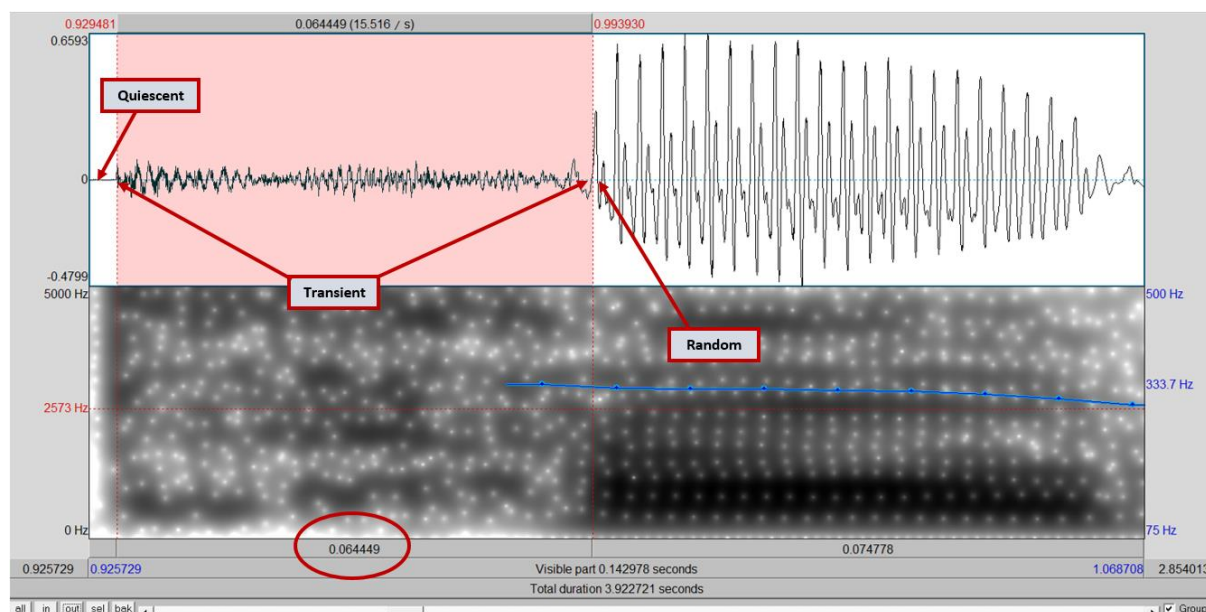 0.929481 0.064449 (15.516 / s) 0.993930
0.6593
Quiescent
0
Transient
-0.4799
5000 Hz 500 Hz
Random
333.7 Hz
2573 Hz
0 Hz 75 Hz
0.064449 0.074778
0.925729 0.925729 Visible part 0.142978 seconds 1.068708 2.854013
Total duration 3.922721 seconds
all in out sel bak Group